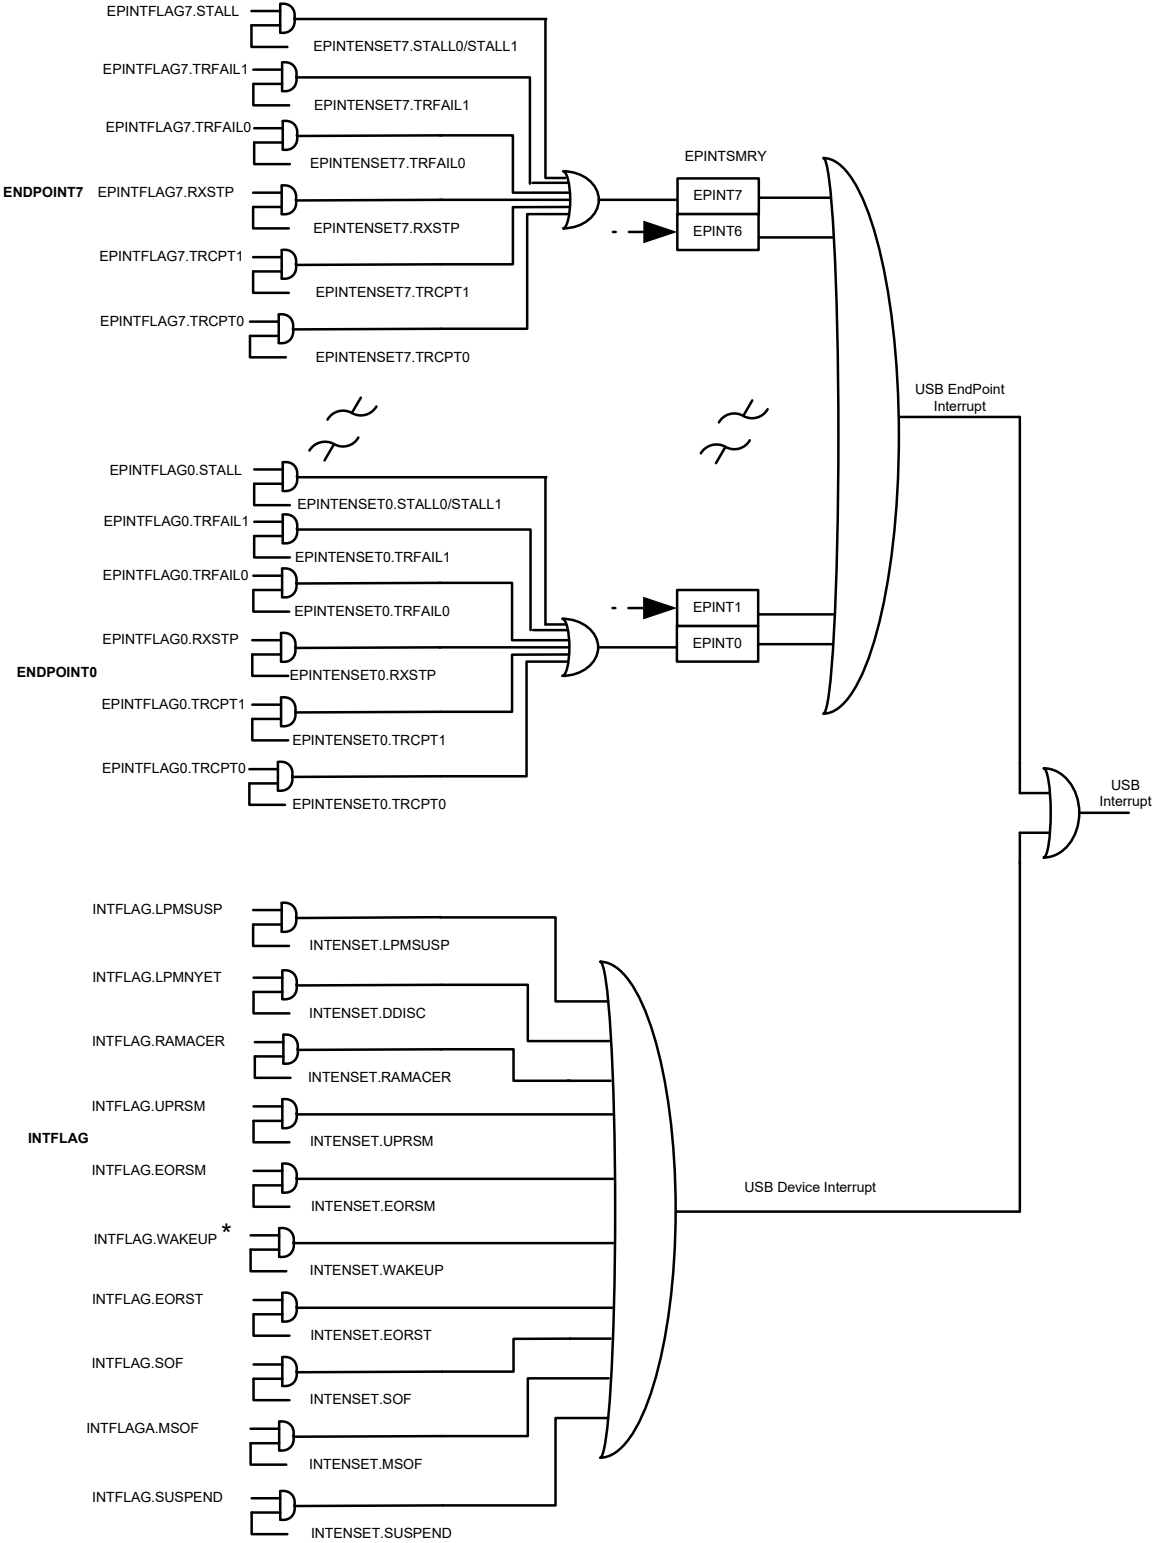 EPINTFLAG7.STALL
EPINTENSET7.STALL0/STALL1
EPINTFLAG7.TRFAIL1
EPINTENSET7.TRFAIL1
EPINTFLAG7.TRFAIL0
EPINTENSET7.TRFAIL0
ENDPOINT7
EPINTFLAG7.RXSTP
EPINTENSET7.RXSTP
EPINTFLAG7.TRCPT1
EPINTENSET7.TRCPT1
EPINTFLAG7.TRCPT0
EPINTENSET7.TRCPT0
EPINTSMRY
EPINT7
EPINT6
USB EndPoint
Interrupt
EPINTFLAG0.STALL
EPINTENSET0.STALL0/STALL1
EPINTFLAG0.TRFAIL1
EPINTENSET0.TRFAIL1
EPINTFLAG0.TRFAIL0
EPINTENSET0.TRFAIL0
EPINTFLAG0.RXSTP
EPINTENSET0.RXSTP
ENDPOINT0
EPINTFLAG0.TRCPT1
EPINTENSET0.TRCPT1
EPINTFLAG0.TRCPT0
EPINTENSET0.TRCPT0
EPINT1
EPINT0
USB
Interrupt
INTFLAG.LPMSUSP
INTENSET.LPMSUSP
INTFLAG.LPMNYET
INTENSET.DDISC
INTFLAG.RAMACER
INTENSET.RAMACER
INTFLAG.UPRSM
INTENSET.UPRSM
INTFLAG
INTFLAG.EORSM
INTENSET.EORSM
INTFLAG.WAKEUP *
INTENSET.WAKEUP
INTFLAG.EORST
INTENSET.EORST
INTFLAG.SOF
INTENSET.SOF
INTFLAGA.MSOF
INTENSET.MSOF
INTFLAG.SUSPEND
INTENSET.SUSPEND
USB Device Interrupt